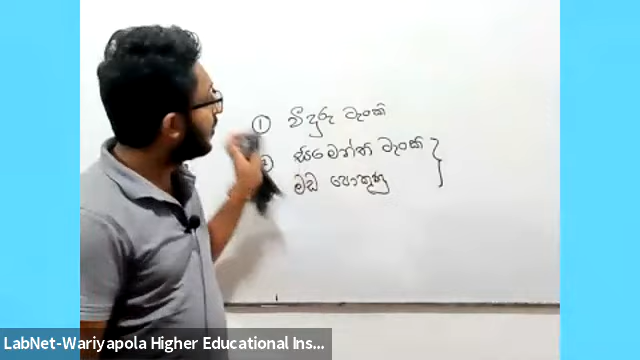 ① වීදුරු ටැංකි
② සිමෙන්ති ටැංකි
මඩ පොකුණු
LabNet-Wariyapola Higher Educational Ins...